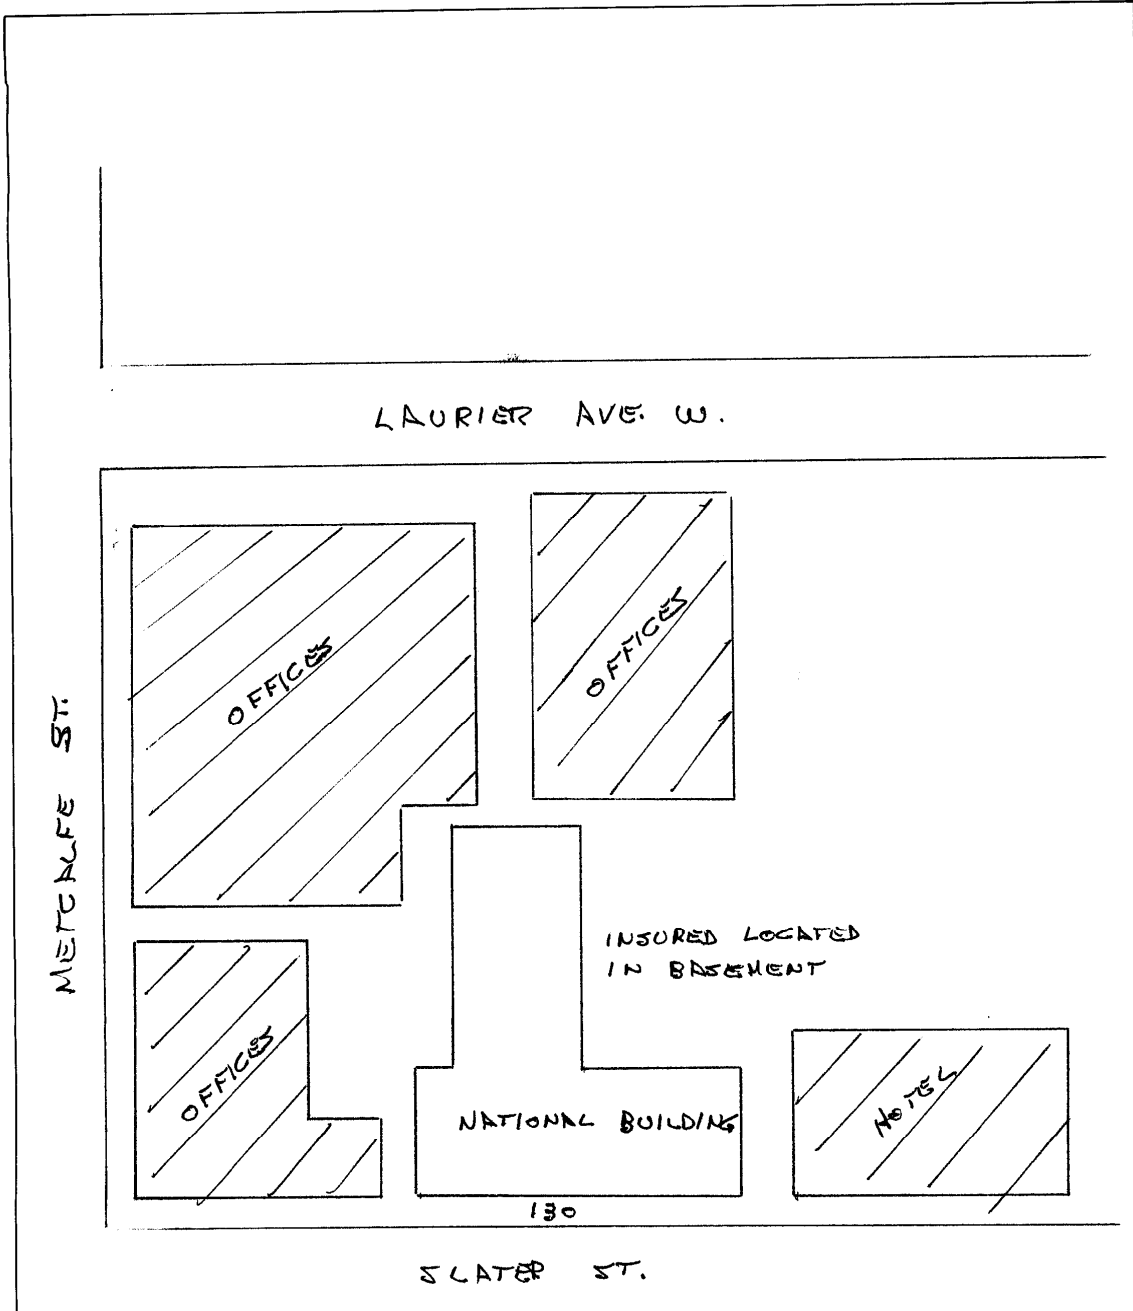 LAURIER AVE. W.
OFFICES
OFFICES
METCALFE ST.
INSURED LOCATED
IN BASEMENT
OFFICES
NATIONAL BUILDING
HOTEL
130
SLATER ST.